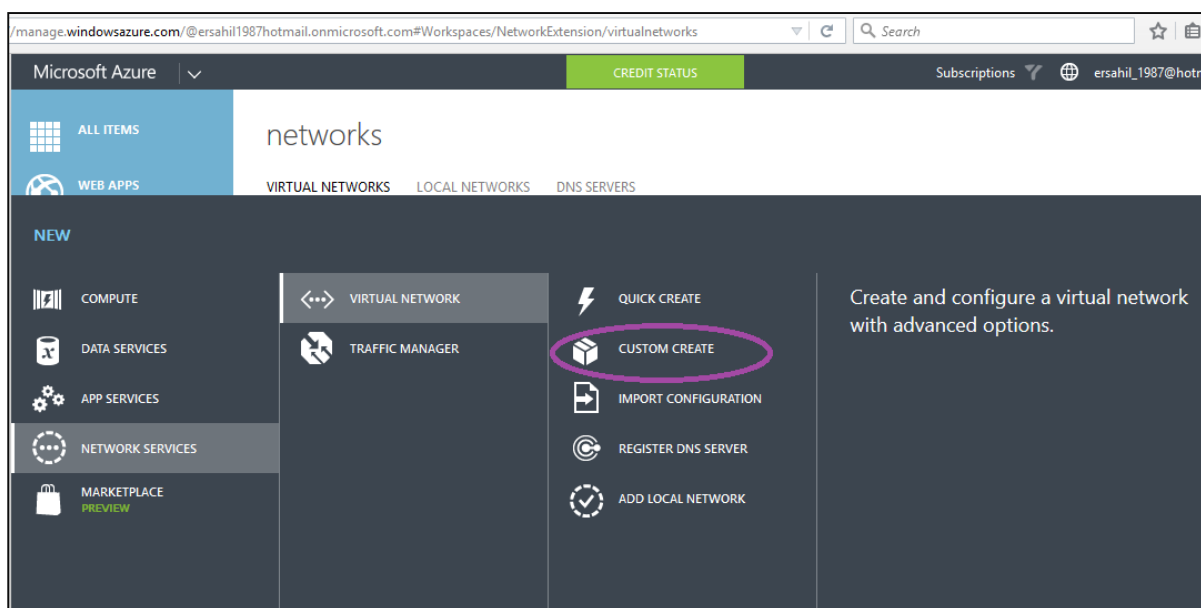 /manage.windowsazure.com/@ersahil1987hotmail.onmicrosoft.com#Workspaces/NetworkExtension/virtualnetworks
Search
Microsoft Azure
CREDIT STATUS
Subscriptions
ersahil_1987@hotm
ALL ITEMS
networks
WEB APPS
VIRTUAL NETWORKS LOCAL NETWORKS DNS SERVERS
NEW
COMPUTE
DATA SERVICES
APP SERVICES
NETWORK SERVICES
MARKETPLACE
PREVIEW
VIRTUAL NETWORK
TRAFFIC MANAGER
QUICK CREATE
CUSTOM CREATE
IMPORT CONFIGURATION
REGISTER DNS SERVER
ADD LOCAL NETWORK
Create and configure a virtual network
with advanced options.